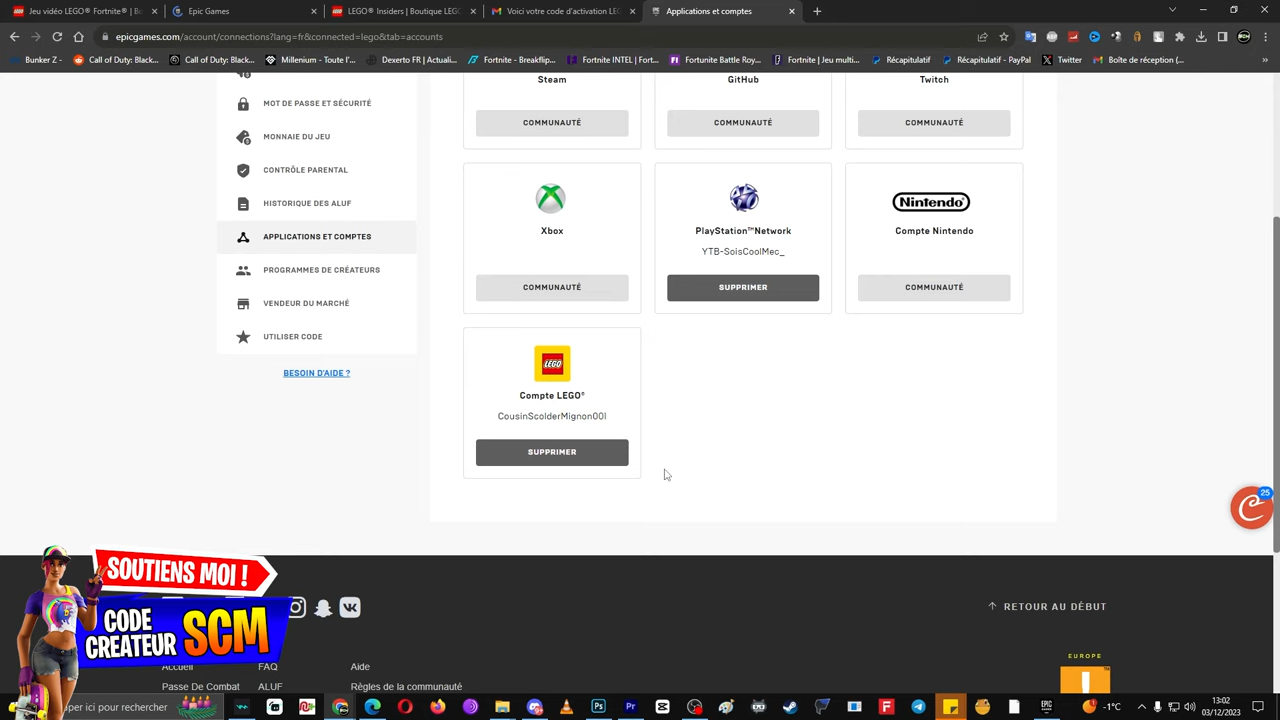 Jeu vidéo LEGO® Fortnite® | Bo
Epic Games
LEGO® Insiders | Boutique LEG
Voici votre code d'activation LE
Applications et comptes
epicgames.com/account/connections?lang=fr&productName=lego&tab=accounts
Bunker Z -
Call of Duty: Black...
Call of Duty: Black...
Millenium - Toute l'i...
Dexerto FR | Actuali...
Fortnite - Breakflip...
Fortnite INTEL | Fort...
Fortunite Battle Roy...
Fortnite | Jeu multi...
Récapitulatif
Récapitulatif - PayPal
Twitter
Boîte de réception (...
MOT DE PASSE ET SÉCURITÉ
MONNAIE DU JEU
CONTRÔLE PARENTAL
HISTORIQUE DES ALUF
APPLICATIONS ET COMPTES
PROGRAMMES DE CRÉATEURS
VENDEUR DU MARCHÉ
UTILISER CODE
BESOIN D'AIDE ?
Steam
GitHub
Twitch
COMMUNAUTÉ
COMMUNAUTÉ
COMMUNAUTÉ
Nintendo
Xbox
PlayStation™Network
Compte Nintendo
YTB-SoisCoolMec_
COMMUNAUTÉ
SUPPRIMER
COMMUNAUTÉ
LEGO
Compte LEGO®
CousinScolderMignon00l
SUPPRIMER
25
SOUTIENS MOI !
CODE
CREATEUR
SCM
RETOUR AU DÉBUT
EUROPE
Accueil
FAQ
Aide
Passe De Combat
ALUF
Règles de la communauté
per ici pour rechercher
-1°C
13:02
03/12/2023